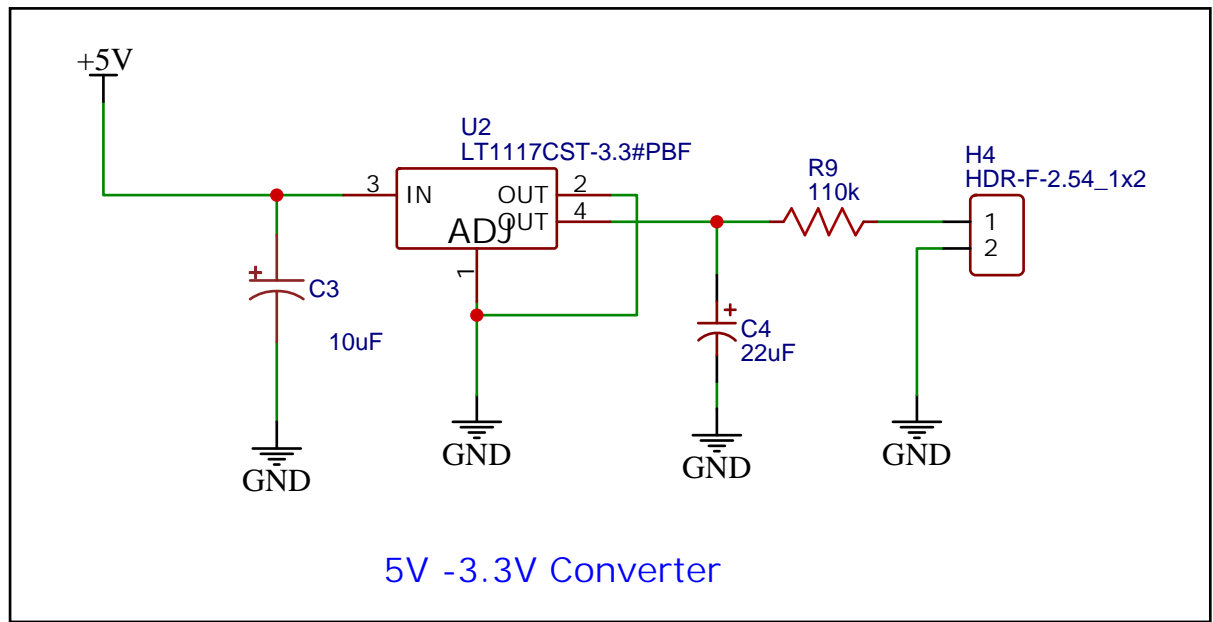 +5V
U2
LT1117CST-3.3#PBF
3
IN
OUT
2
OUT
4
ADJ
1
C3
10uF
GND
GND
C4
22uF
GND
R9
110k
H4
HDR-F-2.54_1x2
1
2
GND
5V -3.3V Converter